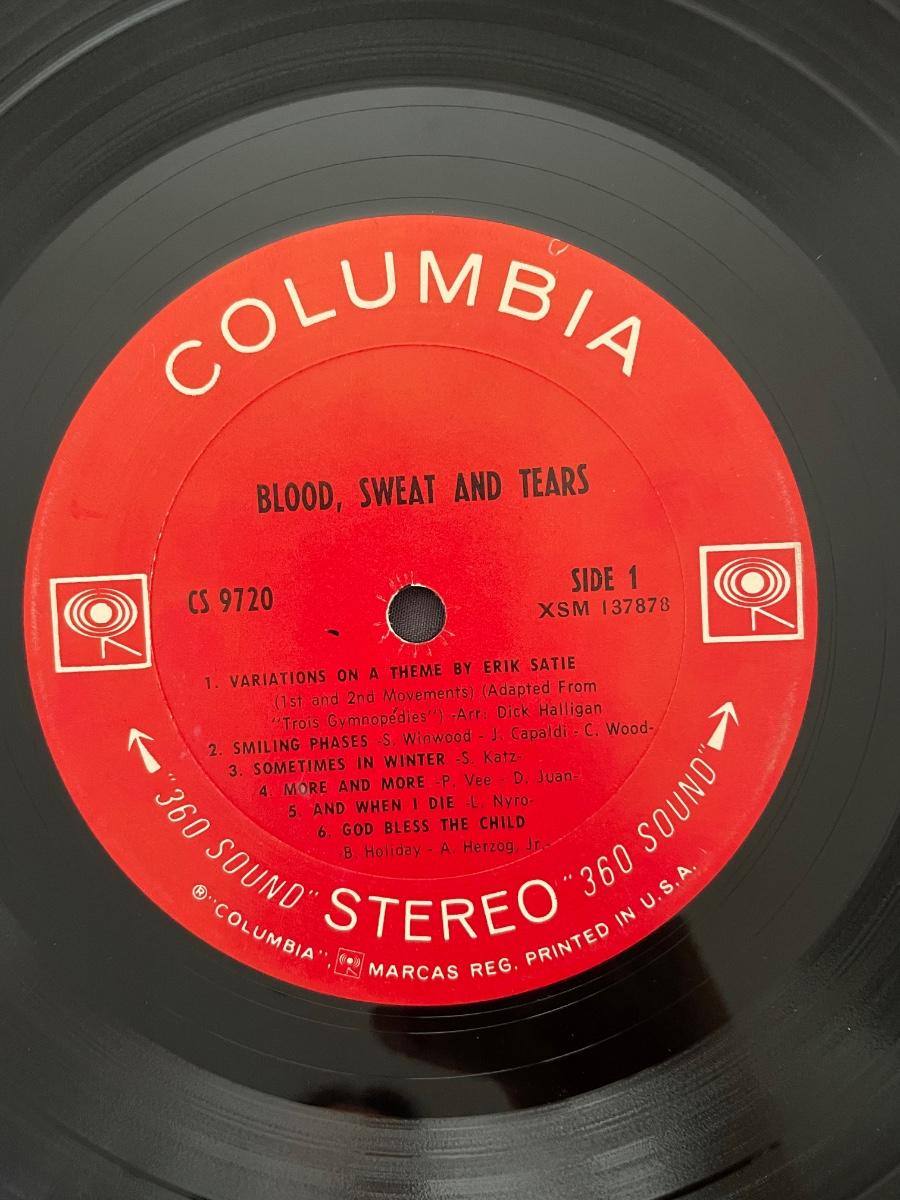 COLUMBIA
BLOOD, SWEAT AND TEARS
CS 9720
SIDE 1
XSM 137878
1. VARIATIONS ON A THEME BY ERIK SATIE
(1st and 2nd Movements) (Adapted From
"Trois Gymnopédies") -Arr: Dick Halligan
2. SMILING PHASES -S. Winwood - J. Capaldi - C. Wood-
3. SOMETIMES IN WINTER -S. Katz-
4. MORE AND MORE -P. Vee - D. Juan-
5. AND WHEN I DIE -L. Nyro-
6. GOD BLESS THE CHILD
-B. Holiday - A. Herzog, Jr.-
"360 SOUND" STEREO "360 SOUND"
® "COLUMBIA", MARCAS REG. PRINTED IN U.S.A.